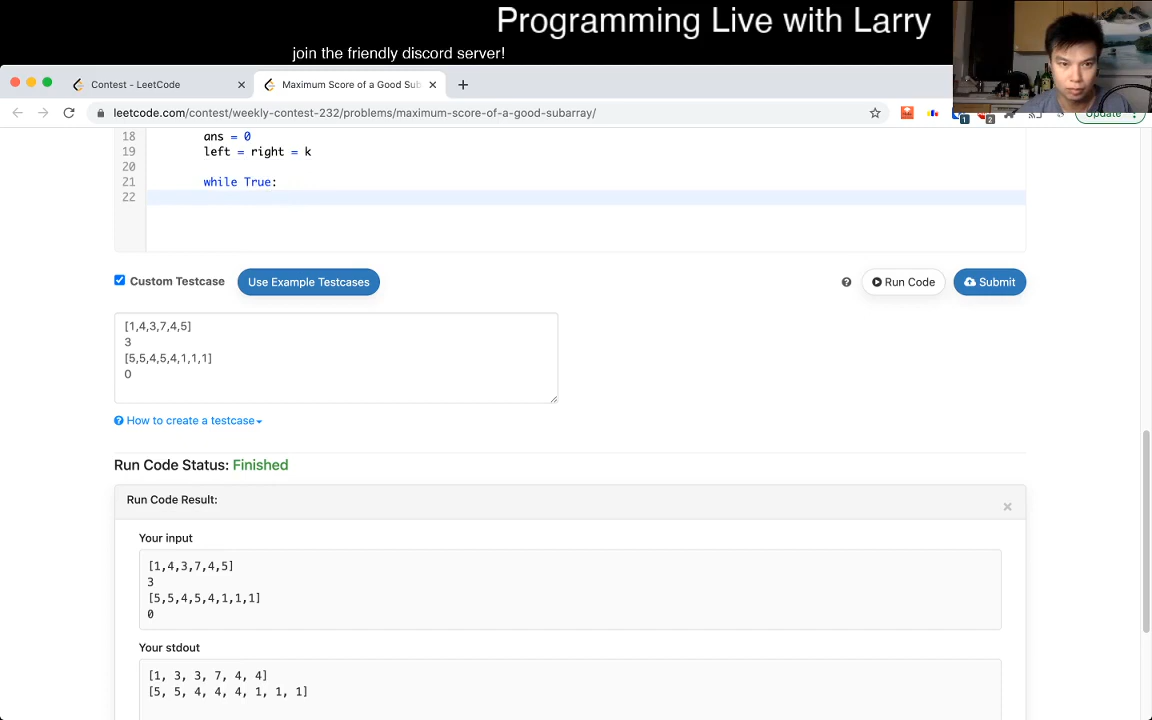 Programming Live with Larry
join the friendly discord server!
Contest - LeetCode
Maximum Score of a Good Sub
leetcode.com/contest/weekly-contest-232/problems/maximum-score-of-a-good-subarray/
1
2
Update
18 ans = 0
19 left = right = k
20
21 while True:
22
Custom Testcase
Use Example Testcases
Run Code
Submit
[1,4,3,7,4,5]
3
[5,5,4,5,4,1,1,1]
0
How to create a testcase
Run Code Status: Finished
Run Code Result:
Your input
[1,4,3,7,4,5]
3
[5,5,4,5,4,1,1,1]
0
Your stdout
[1, 3, 3, 7, 4, 4]
[5, 5, 4, 4, 4, 1, 1, 1]